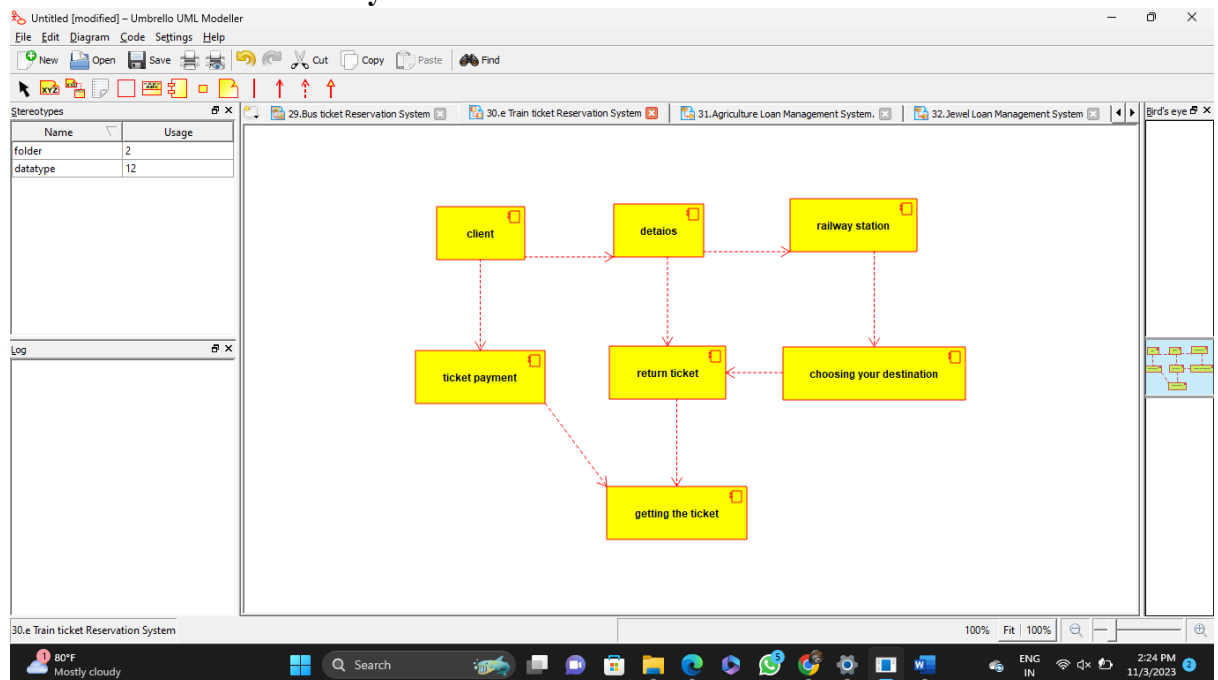 Untitled [modified] – Umbrello UML Modeller
File Edit Diagram Code Settings Help
New Open Save Cut Copy Paste Find
XYZ
Stereotypes
29.Bus ticket Reservation System 30.e Train ticket Reservation System 31.Agriculture Loan Management System. 32.Jewel Loan Management System
Bird's eye
Name Usage
folder 2
datatype 12
client
detaios
railway station
Log
ticket payment
return ticket
choosing your destination
getting the ticket
30.e Train ticket Reservation System
100% Fit 100%
1
80°F
Mostly cloudy
Search
5
ENG
IN
2:24 PM
11/3/2023
2